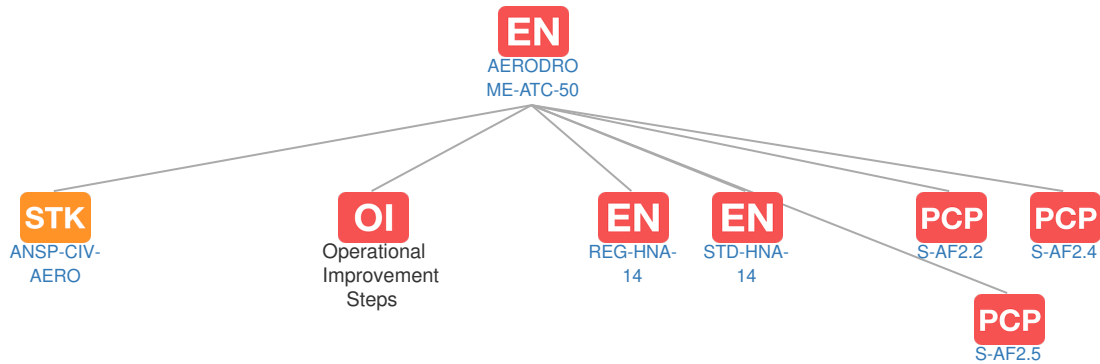 EN
AERODRO
ME-ATC-50
STK
ANSP-CIV-
AERO
OI
Operational
Improvement
Steps
EN
REG-HNA-
14
EN
STD-HNA-
14
PCP
S-AF2.2
PCP
S-AF2.4
PCP
S-AF2.5